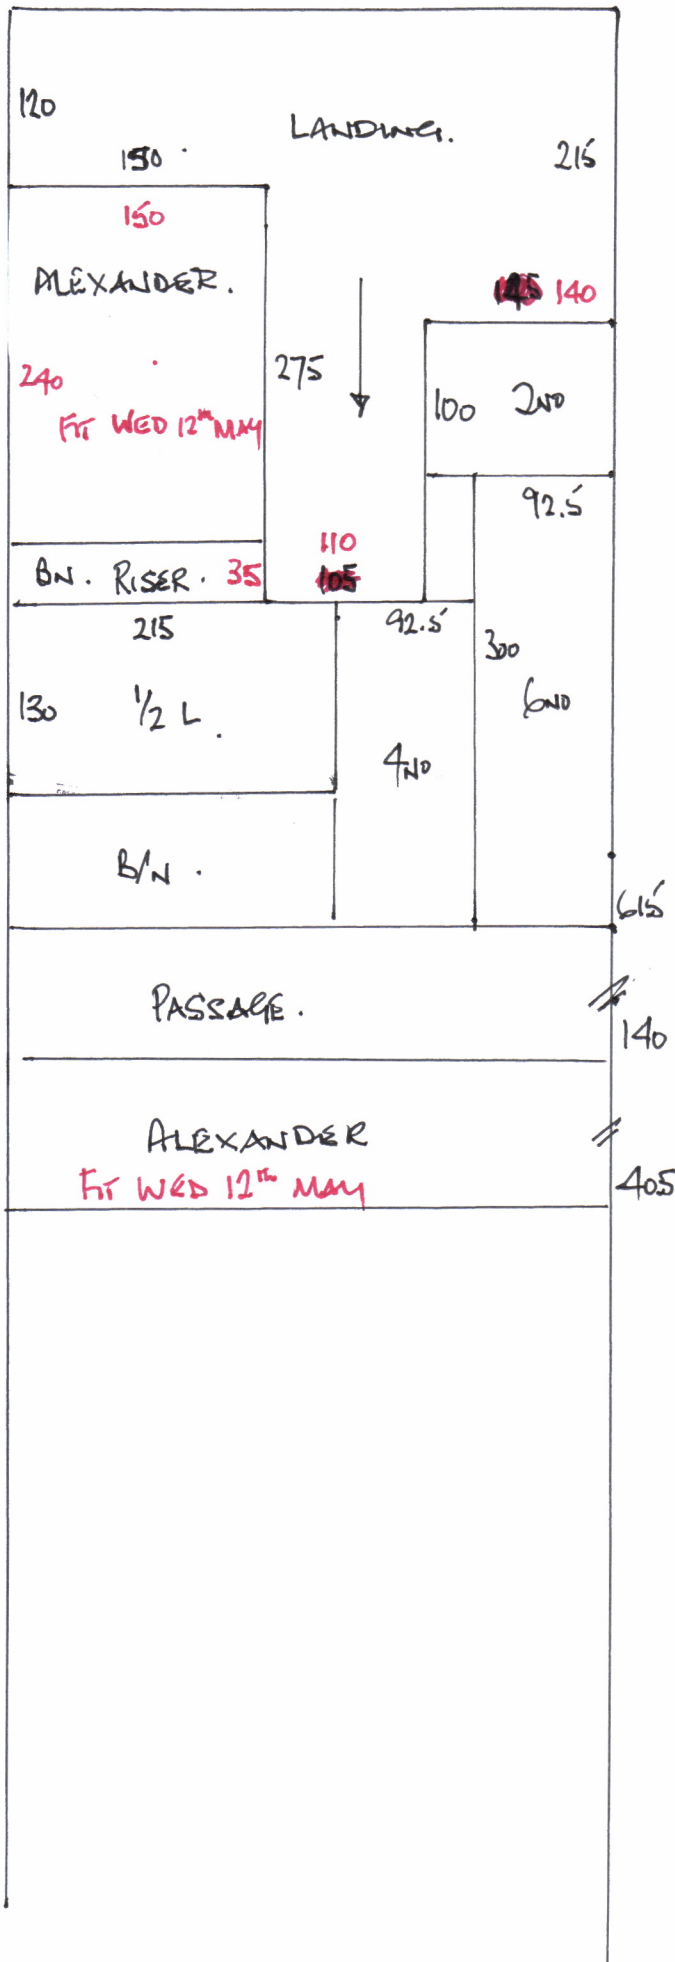 120
LANDING.
150
215
150
ALEXANDER.
145 140
240
275
100 2ND
FIT WED 12th MAY
92.5
110
BN. RISER. 35
105
215
92.5
300
130 1/2 L.
6ND
4ND
B/N.
615
PASSAGE.
140
ALEXANDER
FIT WED 12th MAY
405